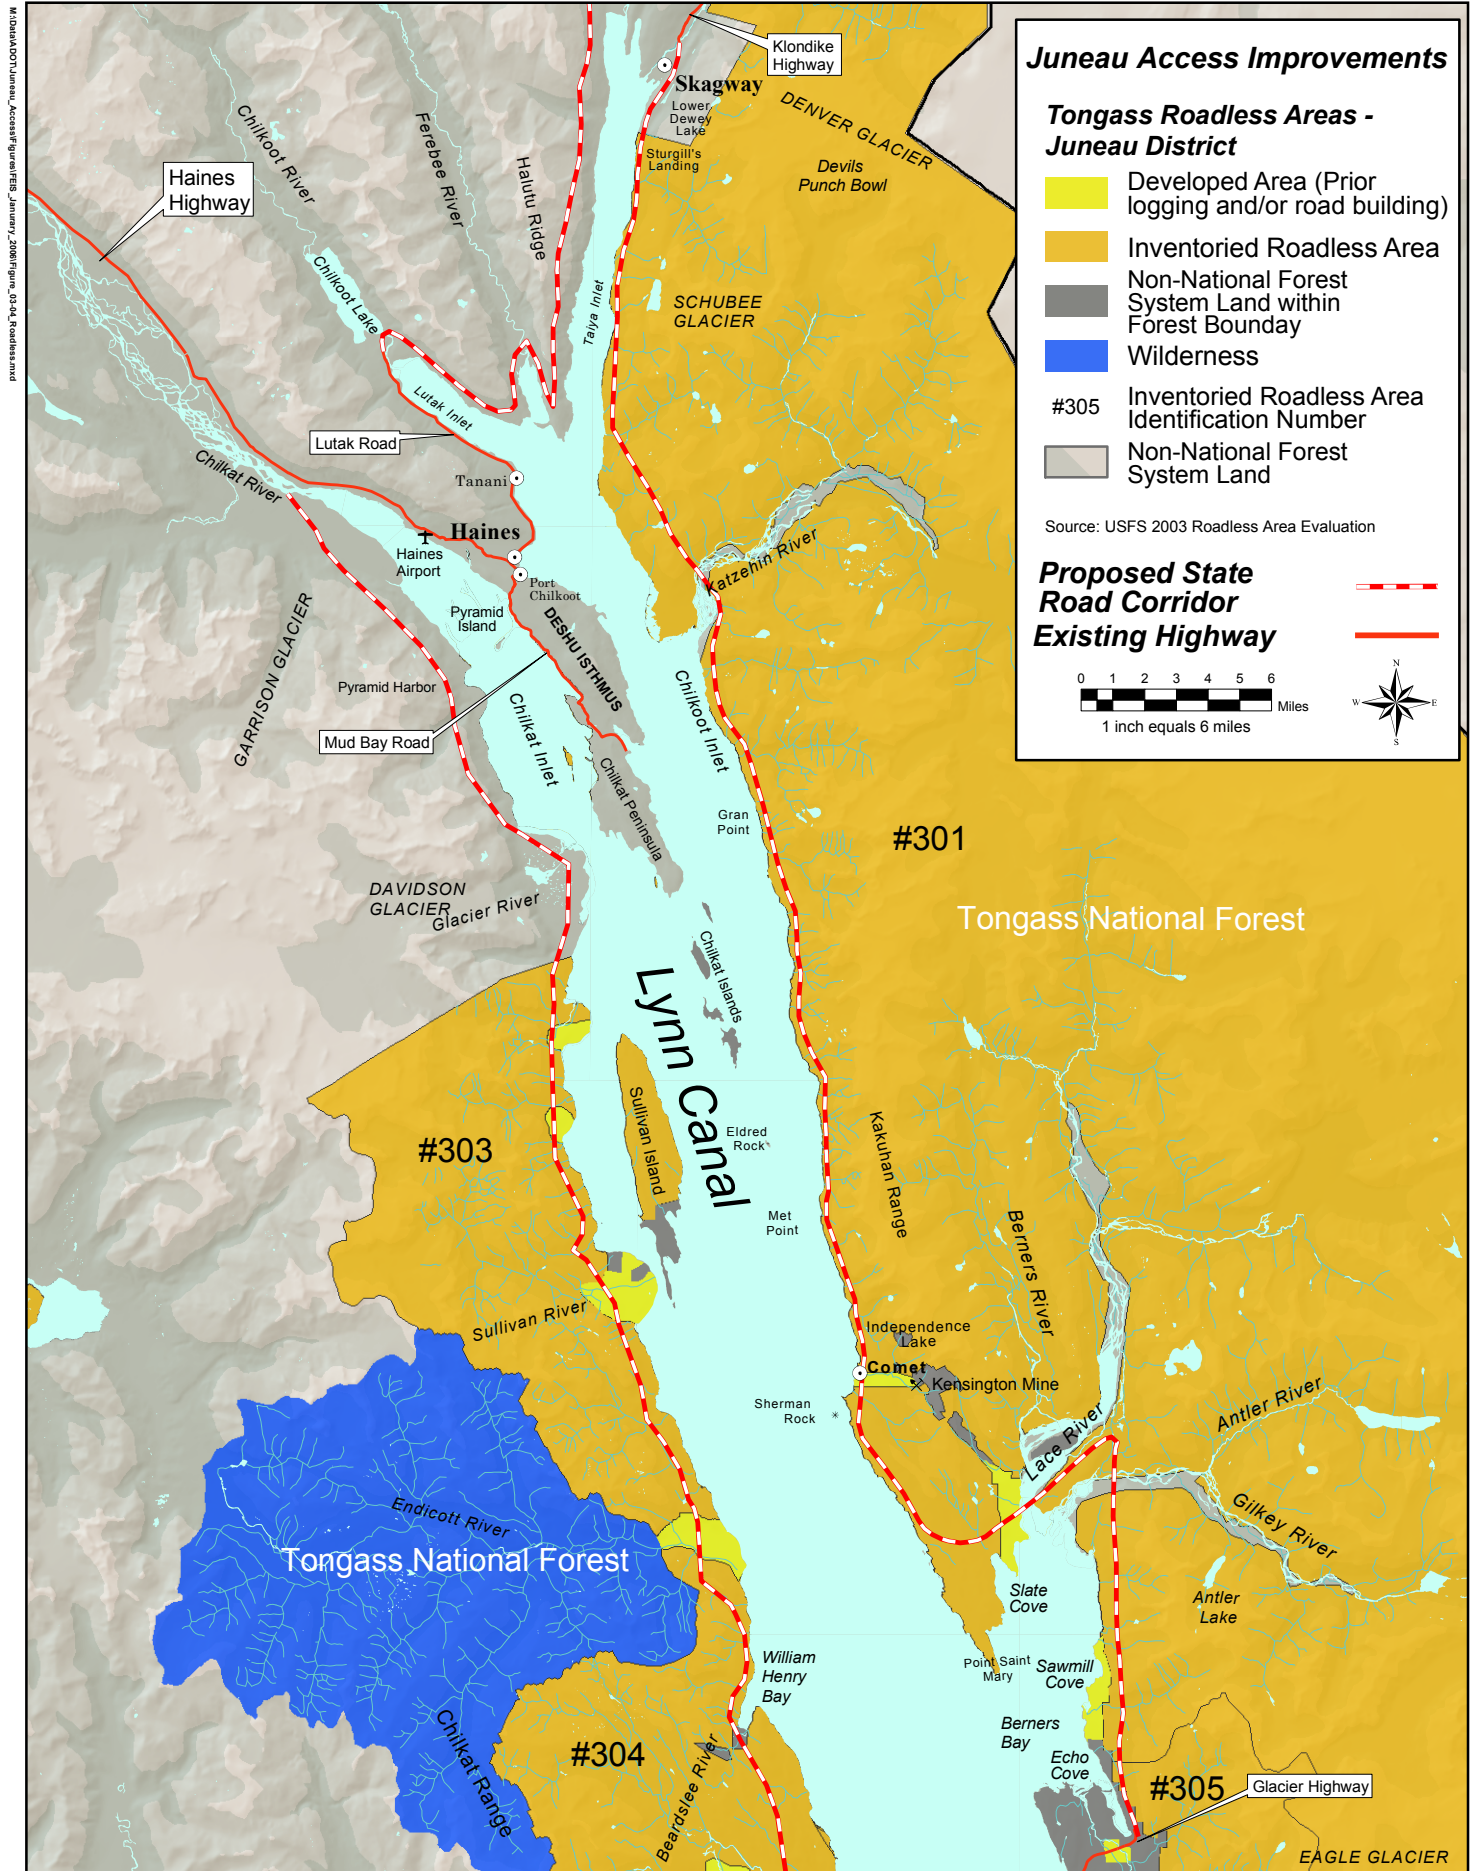 M:\Data\ADOT\Juneau_Access\Figures\FEIS_Janurary_2006\Figure_03-04_Roadless.mxd
Juneau Access Improvements
Tongass Roadless Areas -
Juneau District
Developed Area (Prior
logging and/or road building)
Inventoried Roadless Area
Non-National Forest
System Land within
Forest Bounday
Wilderness
#305
Inventoried Roadless Area
Identification Number
Non-National Forest
System Land
Source: USFS 2003 Roadless Area Evaluation
Proposed State
Road Corridor
Existing Highway
0 1 2 3 4 5 6
Miles
1 inch equals 6 miles
N
W
E
S
Klondike
Highway
Skagway
Lower
Dewey
Lake
Sturgill's
Landing
DENVER GLACIER
Devils
Punch Bowl
Chilkoot River
Ferebee River
Halutu Ridge
Haines
Highway
Chilkoot Lake
Taiya Inlet
SCHUBEE
GLACIER
Lutak Inlet
Lutak Road
Chilkat River
Tanani
Haines
Haines
Airport
Port
Chilkoot
Katzehin River
Pyramid
Island
DESHU ISTHMUS
GARRISON GLACIER
Pyramid Harbor
Mud Bay Road
Chilkat Inlet
Chilkoot Inlet
Chilkat Peninsula
Gran
Point
#301
DAVIDSON
GLACIER
Glacier River
Tongass National Forest
Chilkat Islands
Lynn Canal
Sullivan Island
Eldred
Rock
#303
Kakuhan Range
Met
Point
Berners River
Sullivan River
Independence
Lake
Comet
Kensington Mine
Sherman
Rock
Lace River
Antler River
Endicott River
Gilkey River
Tongass National Forest
Slate
Cove
Antler
Lake
William
Henry
Bay
Point Saint
Mary
Sawmill
Cove
Berners
Bay
Chilkat Range
#304
Beardslee River
Echo
Cove
#305
Glacier Highway
EAGLE GLACIER